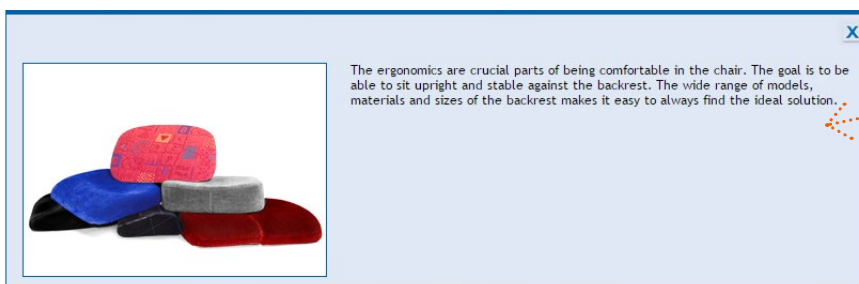 X
The ergonomics are crucial parts of being comfortable in the chair. The goal is to be
able to sit upright and stable against the backrest. The wide range of models,
materials and sizes of the backrest makes it easy to always find the ideal solution.